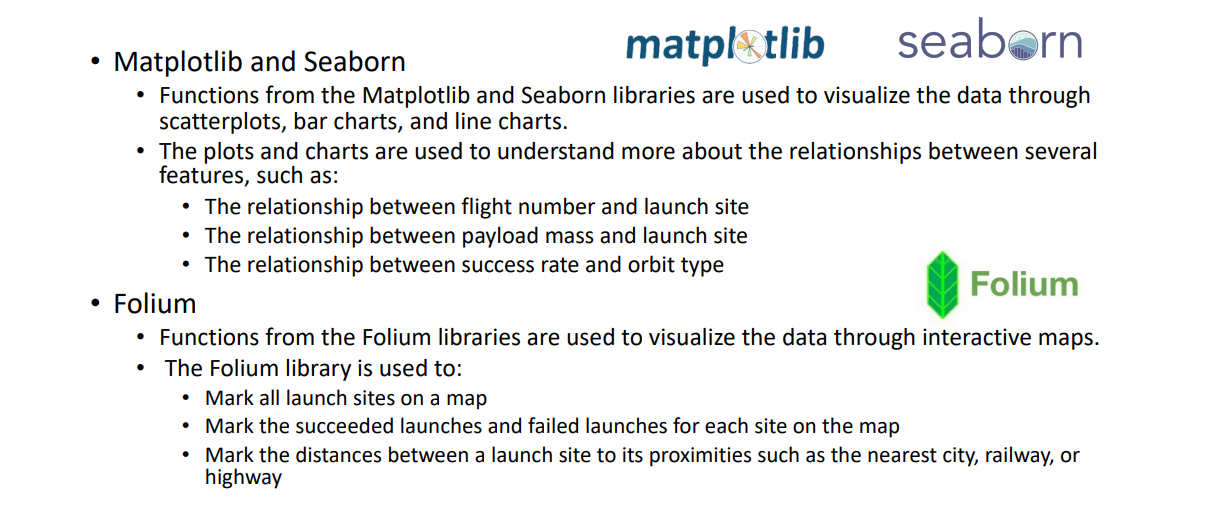 matplotlib
seaborn
• Matplotlib and Seaborn
• Functions from the Matplotlib and Seaborn libraries are used to visualize the data through
scatterplots, bar charts, and line charts.
• The plots and charts are used to understand more about the relationships between several
features, such as:
• The relationship between flight number and launch site
• The relationship between payload mass and launch site
• The relationship between success rate and orbit type
Folium
• Folium
• Functions from the Folium libraries are used to visualize the data through interactive maps.
• The Folium library is used to:
• Mark all launch sites on a map
• Mark the succeeded launches and failed launches for each site on the map
• Mark the distances between a launch site to its proximities such as the nearest city, railway, or
highway